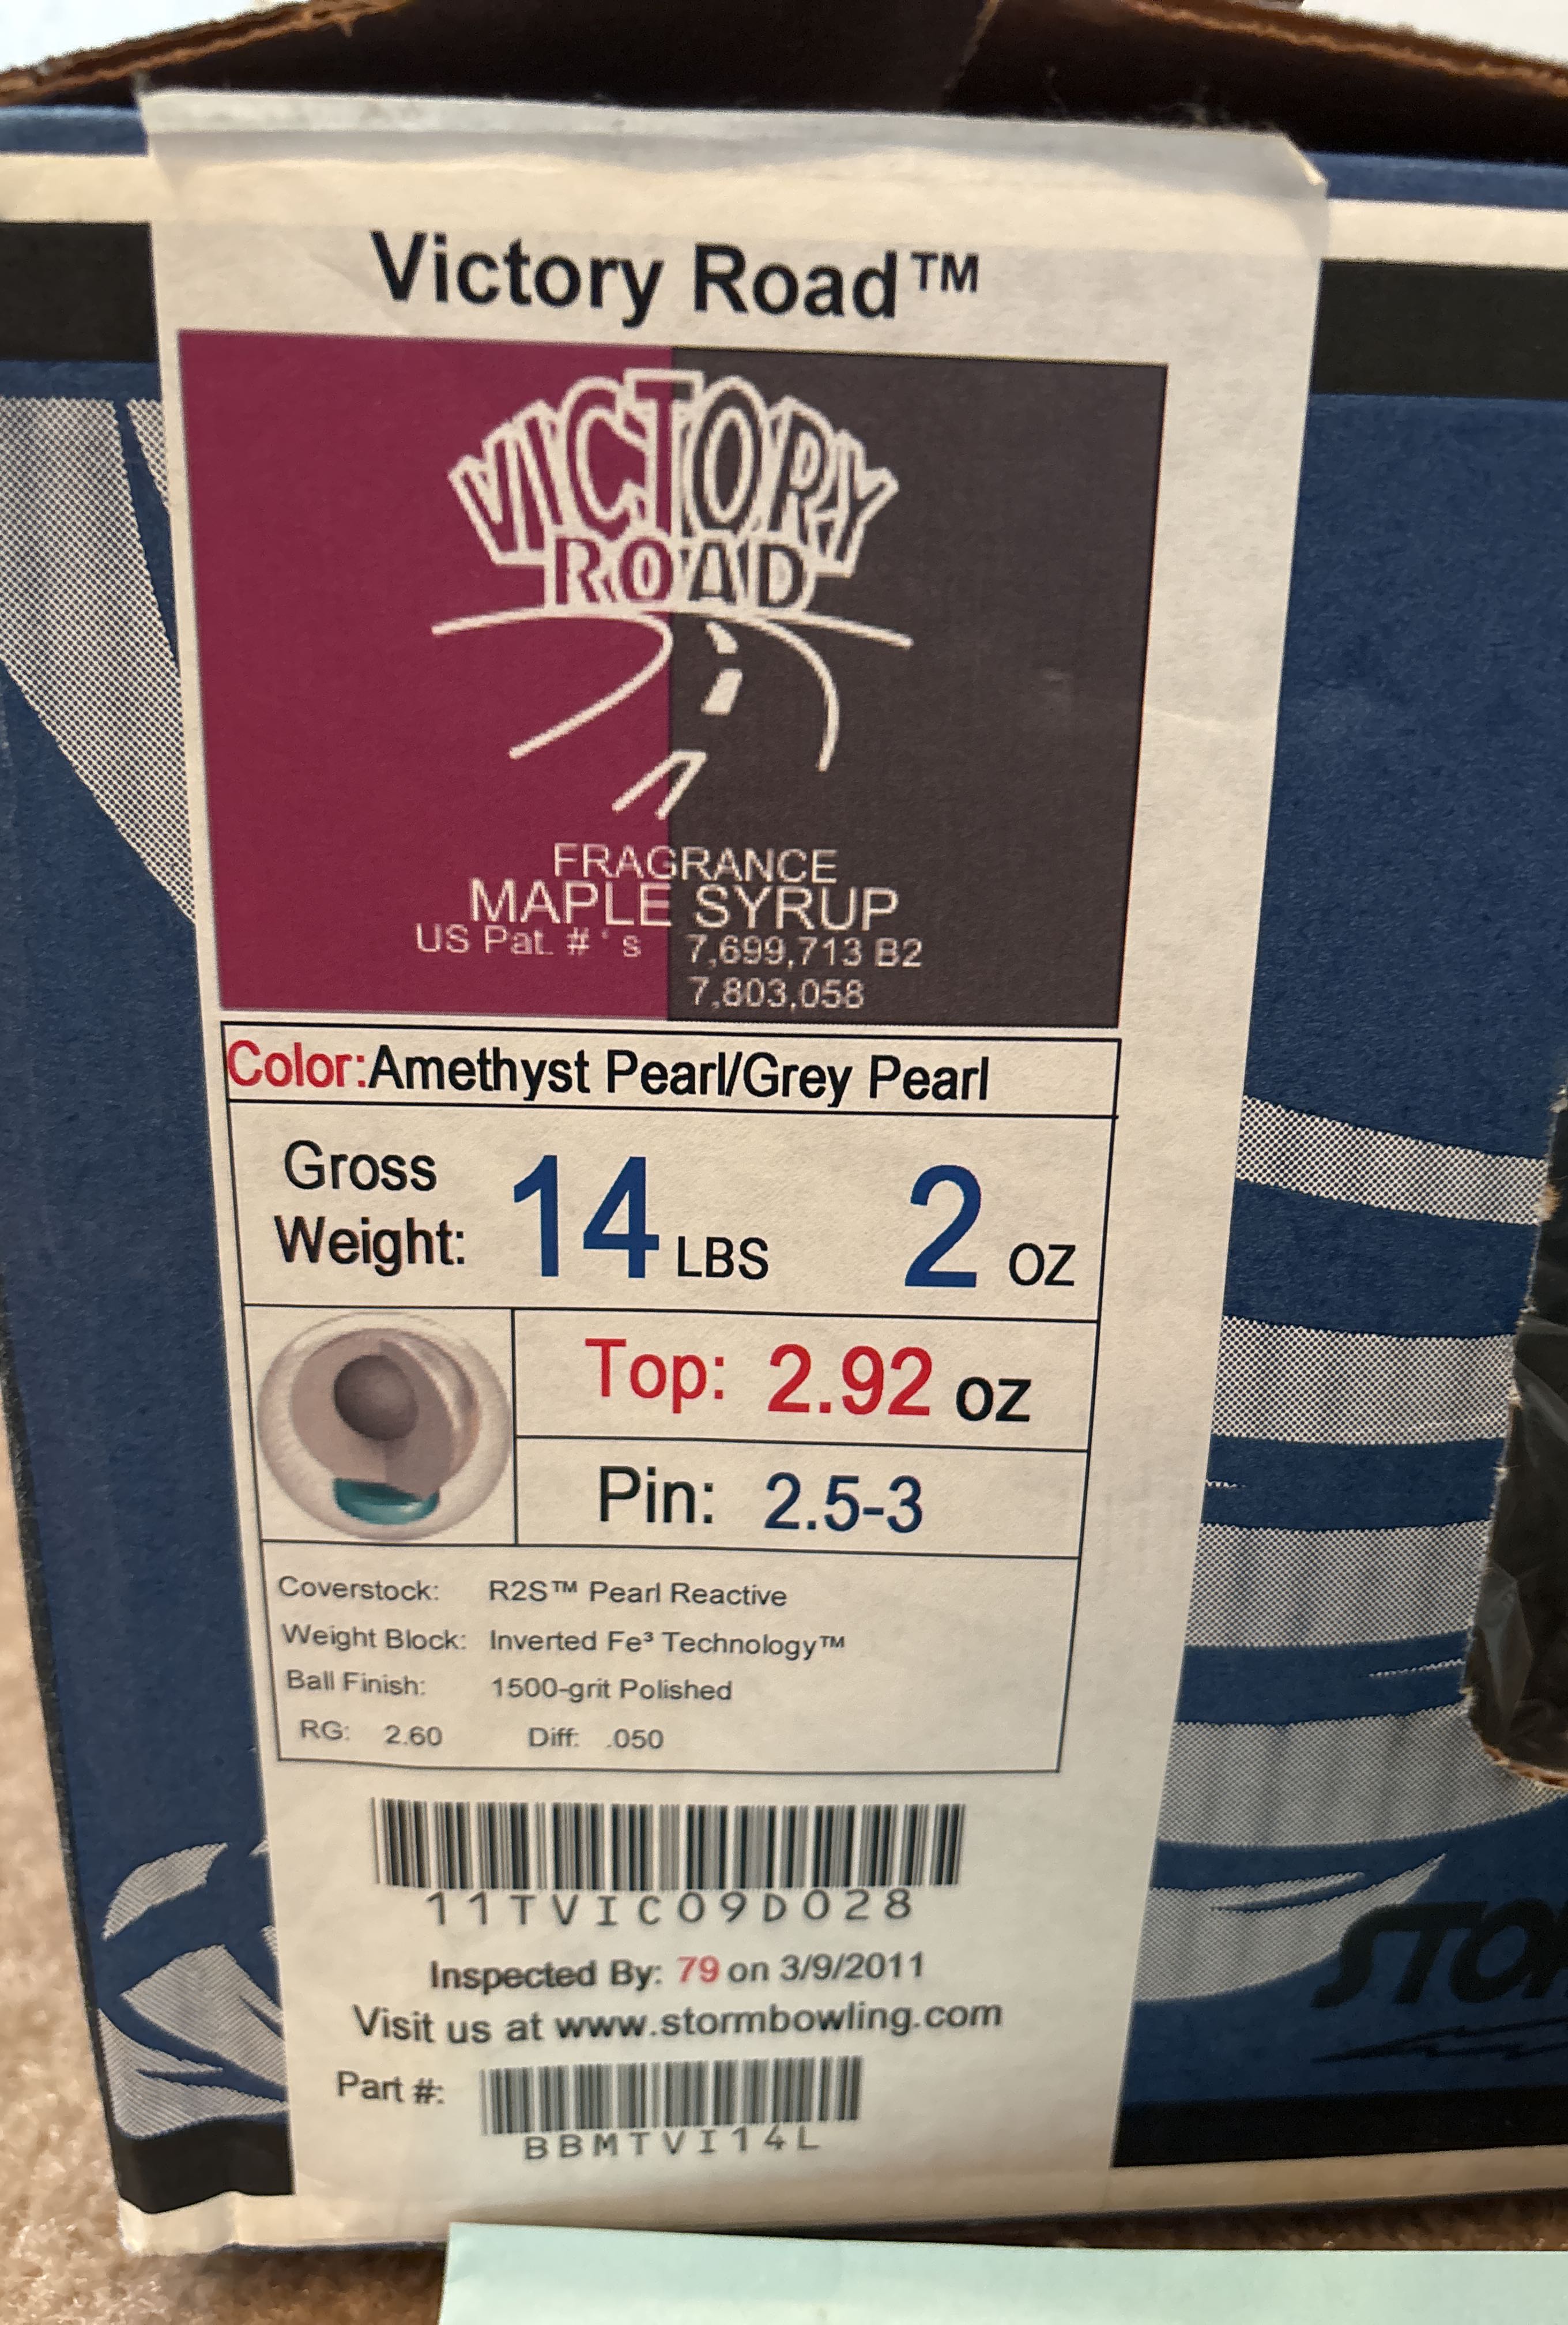 Victory Road™
VICTORY
ROAD
FRAGRANCE
MAPLE SYRUP
US Pat. # ' s 7,699,713 B2
7,803,058
Color:Amethyst Pearl/Grey Pearl
Gross Weight: 14 LBS 2 OZ
Top: 2.92 oz
Pin: 2.5-3
Coverstock: R2S™ Pearl Reactive
Weight Block: Inverted Fe³ Technology™
Ball Finish: 1500-grit Polished
RG: 2.60 Diff: .050
11TVIC09D028
Inspected By: 79 on 3/9/2011
Visit us at www.stormbowling.com
Part #:
BBMTVI14L